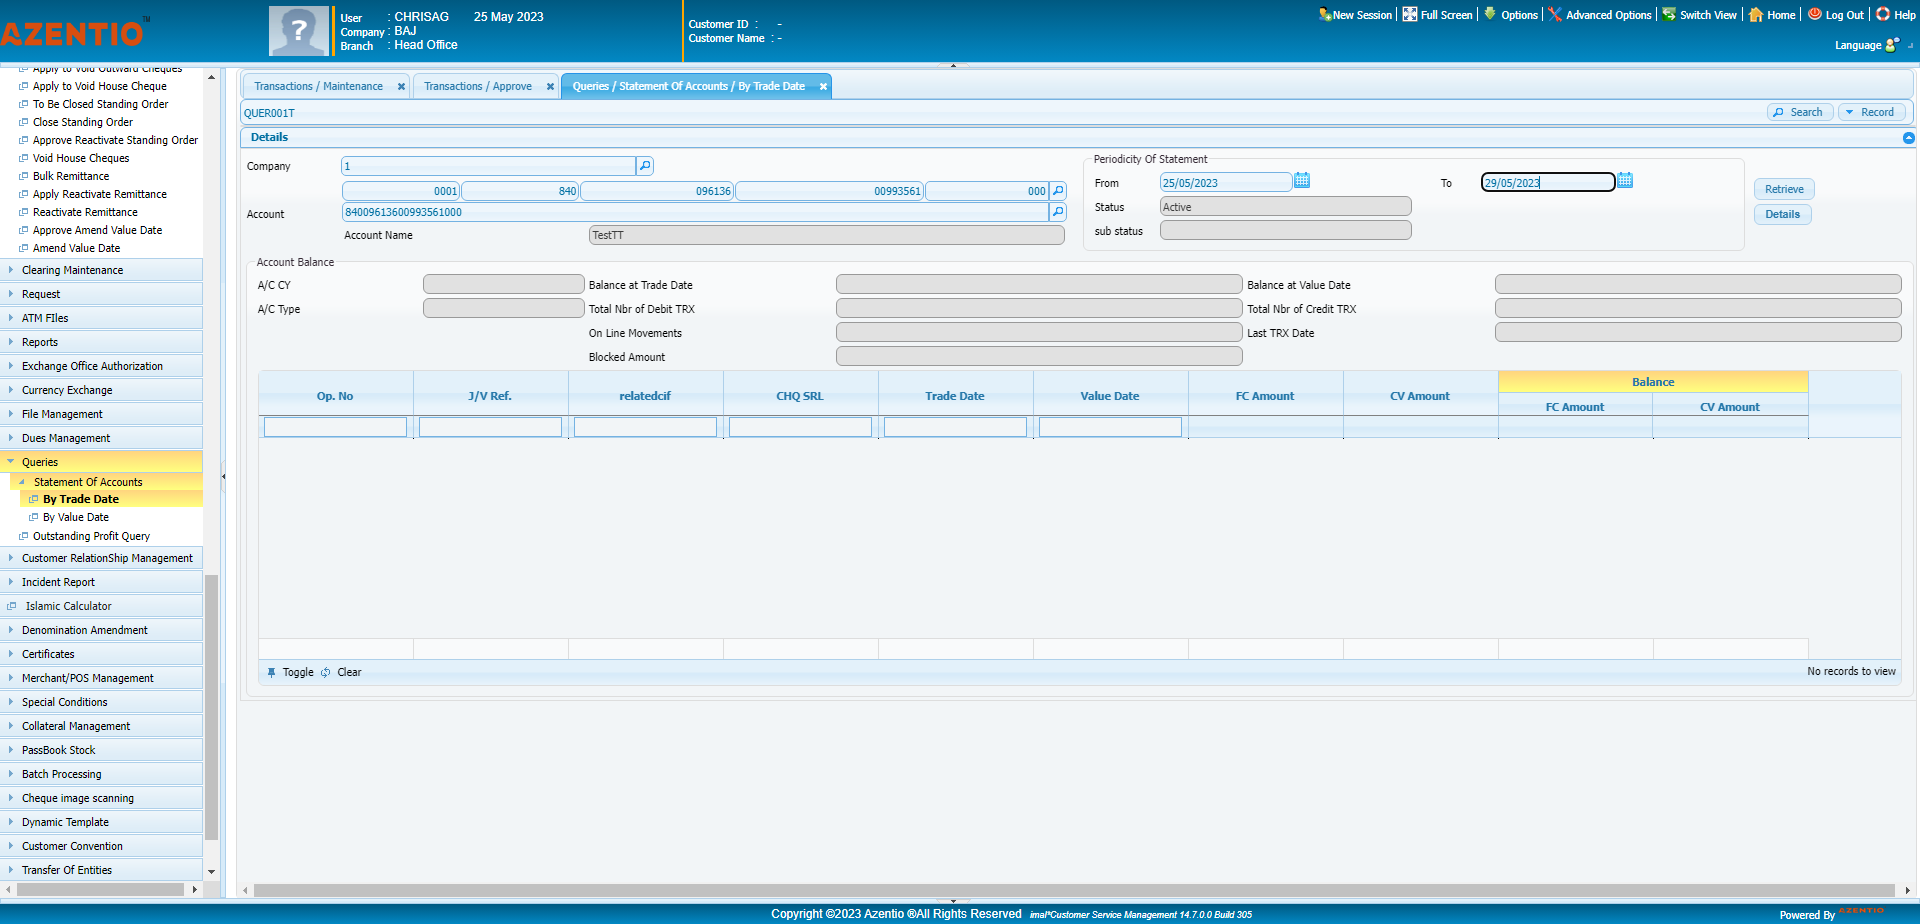 AZENTIO™
User : CHRISAG 25 May 2023
Company : BAJ
Branch : Head Office
Customer ID : -
Customer Name : -
New Session Full Screen Options Advanced Options Switch View Home Log Out Help
Language
Apply to Void Outward Cheques
Apply to Void House Cheque
To Be Closed Standing Order
Close Standing Order
Approve Reactivate Standing Order
Void House Cheques
Bulk Remittance
Apply Reactivate Remittance
Reactivate Remittance
Approve Amend Value Date
Amend Value Date
Clearing Maintenance
Request
ATM FIles
Reports
Exchange Office Authorization
Currency Exchange
File Management
Dues Management
Queries
Statement Of Accounts
By Trade Date
By Value Date
Outstanding Profit Query
Customer RelationShip Management
Incident Report
Islamic Calculator
Denomination Amendment
Certificates
Merchant/POS Management
Special Conditions
Collateral Management
PassBook Stock
Batch Processing
Cheque image scanning
Dynamic Template
Customer Convention
Transfer Of Entities
Transactions / Maintenance Transactions / Approve Queries / Statement Of Accounts / By Trade Date
QUER001T Search Record
Details
Company 1
0001 840 096136 00993561 000
Account 84009613600993561000
Account Name TestTT
Periodicity Of Statement
From 25/05/2023 To 29/05/2023
Status Active
sub status
Retrieve
Details
Account Balance
A/C CY Balance at Trade Date Balance at Value Date
A/C Type Total Nbr of Debit TRX Total Nbr of Credit TRX
On Line Movements Last TRX Date
Blocked Amount
Op. No J/V Ref. relatedcif CHQ SRL Trade Date Value Date FC Amount CV Amount Balance
FC Amount CV Amount
Toggle Clear No records to view
Copyright ©2023 Azentio ®All Rights Reserved imal®Customer Service Management 14.7.0.0 Build 305
Powered By AZENTIO